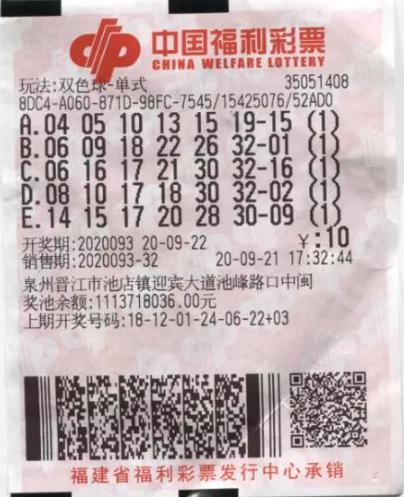 中国福利彩票
CHINA WELFARE LOTTERY
玩法:双色球-单式 35051408
8DC4-A060-871D-98FC-7545/15425076/52AD0
A.04 05 10 13 15 19-15 (1)
B.06 09 18 22 26 32-01 (1)
C.06 16 17 21 30 32-16 (1)
D.08 10 17 18 30 32-02 (1)
E.14 15 17 20 28 30-09 (1)
开奖期:2020093 20-09-22 ¥:10
销售期:2020093-32 20-09-21 17:32:44
泉州晋江市池店镇迎宾大道池峰路口中闽
奖池余额:1113718036.00元
上期开奖号码:18-12-01-24-06-22+03
福建省福利彩票发行中心承销